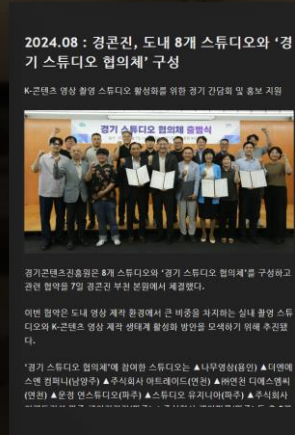 2024.08 : 경콘진, 도내 8개 스튜디오와 ‘경
기 스튜디오 협의체’ 구성
K-콘텐츠 영상 촬영 스튜디오 활성화를 위한 정기 간담회 및 홍보 지원
경기 스튜디오 협의체 출범식
경기콘텐츠진흥원은 8개 스튜디오와 ‘경기 스튜디오 협의체’를 구성하고
관련 협약을 7일 경콘진 부천 본원에서 체결했다.
이번 협약은 도내 영상 제작 환경에서 큰 비중을 차지하는 실내 촬영 스튜
디오와 K-콘텐츠 영상 제작 생태계 활성화 방안을 모색하기 위해 추진됐
다.
‘경기 스튜디오 협의체’에 참여한 스튜디오는 ▲나무영상(용인) ▲더엔에
스엔 컴퍼니(남양주) ▲주식회사 아트레이드(연천) ▲㈜연천 디에스엠씨
(연천) ▲문정 연스튜디오(파주) ▲스튜디오 유지니아(파주) ▲주식회사